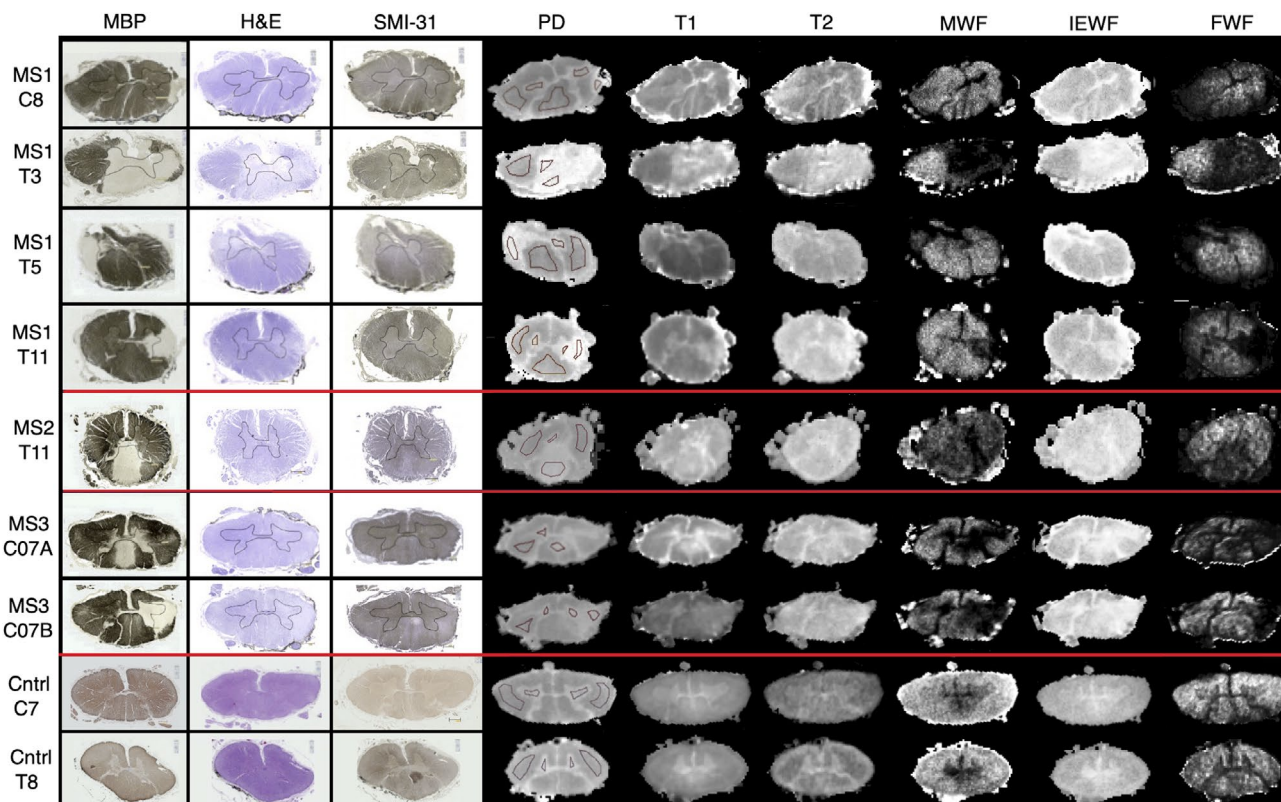 MBP H&E SMI-31 PD T1 T2 MWF IEWF FWF
MS1
C8
MS1
T3
MS1
T5
MS1
T11
MS2
T11
MS3
C07A
MS3
C07B
Cntrl
C7
Cntrl
T8